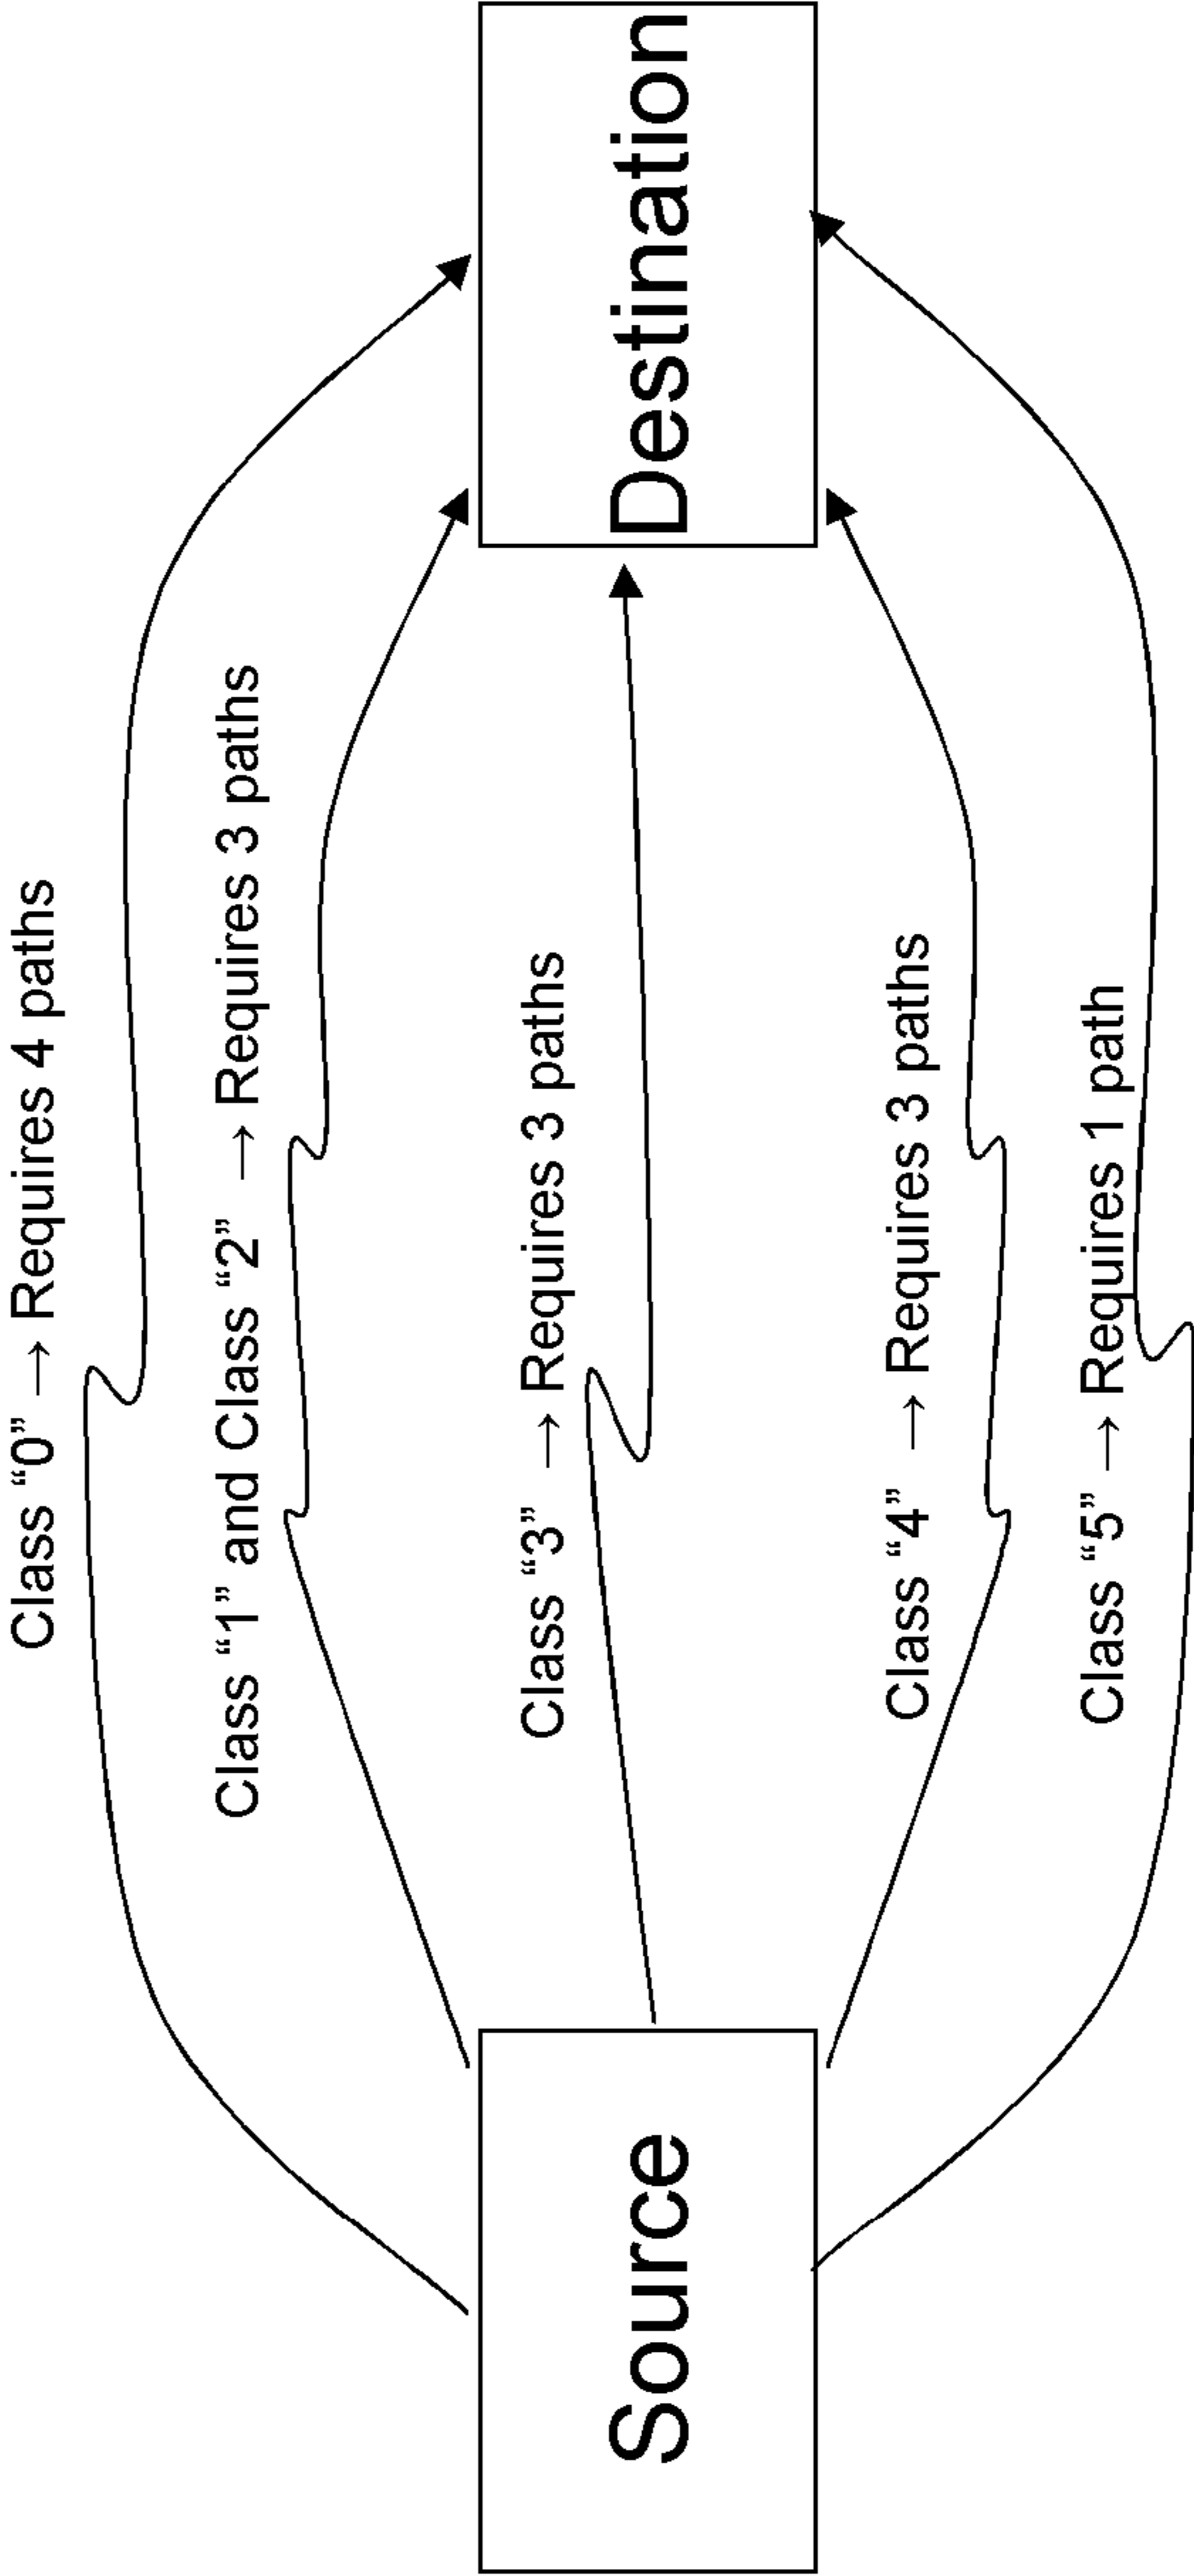 Class “0” → Requires 4 paths
Class “1” and Class “2” → Requires 3 paths
Class “3” → Requires 3 paths
Source
Destination
Class “4” → Requires 3 paths
Class “5” → Requires 1 path